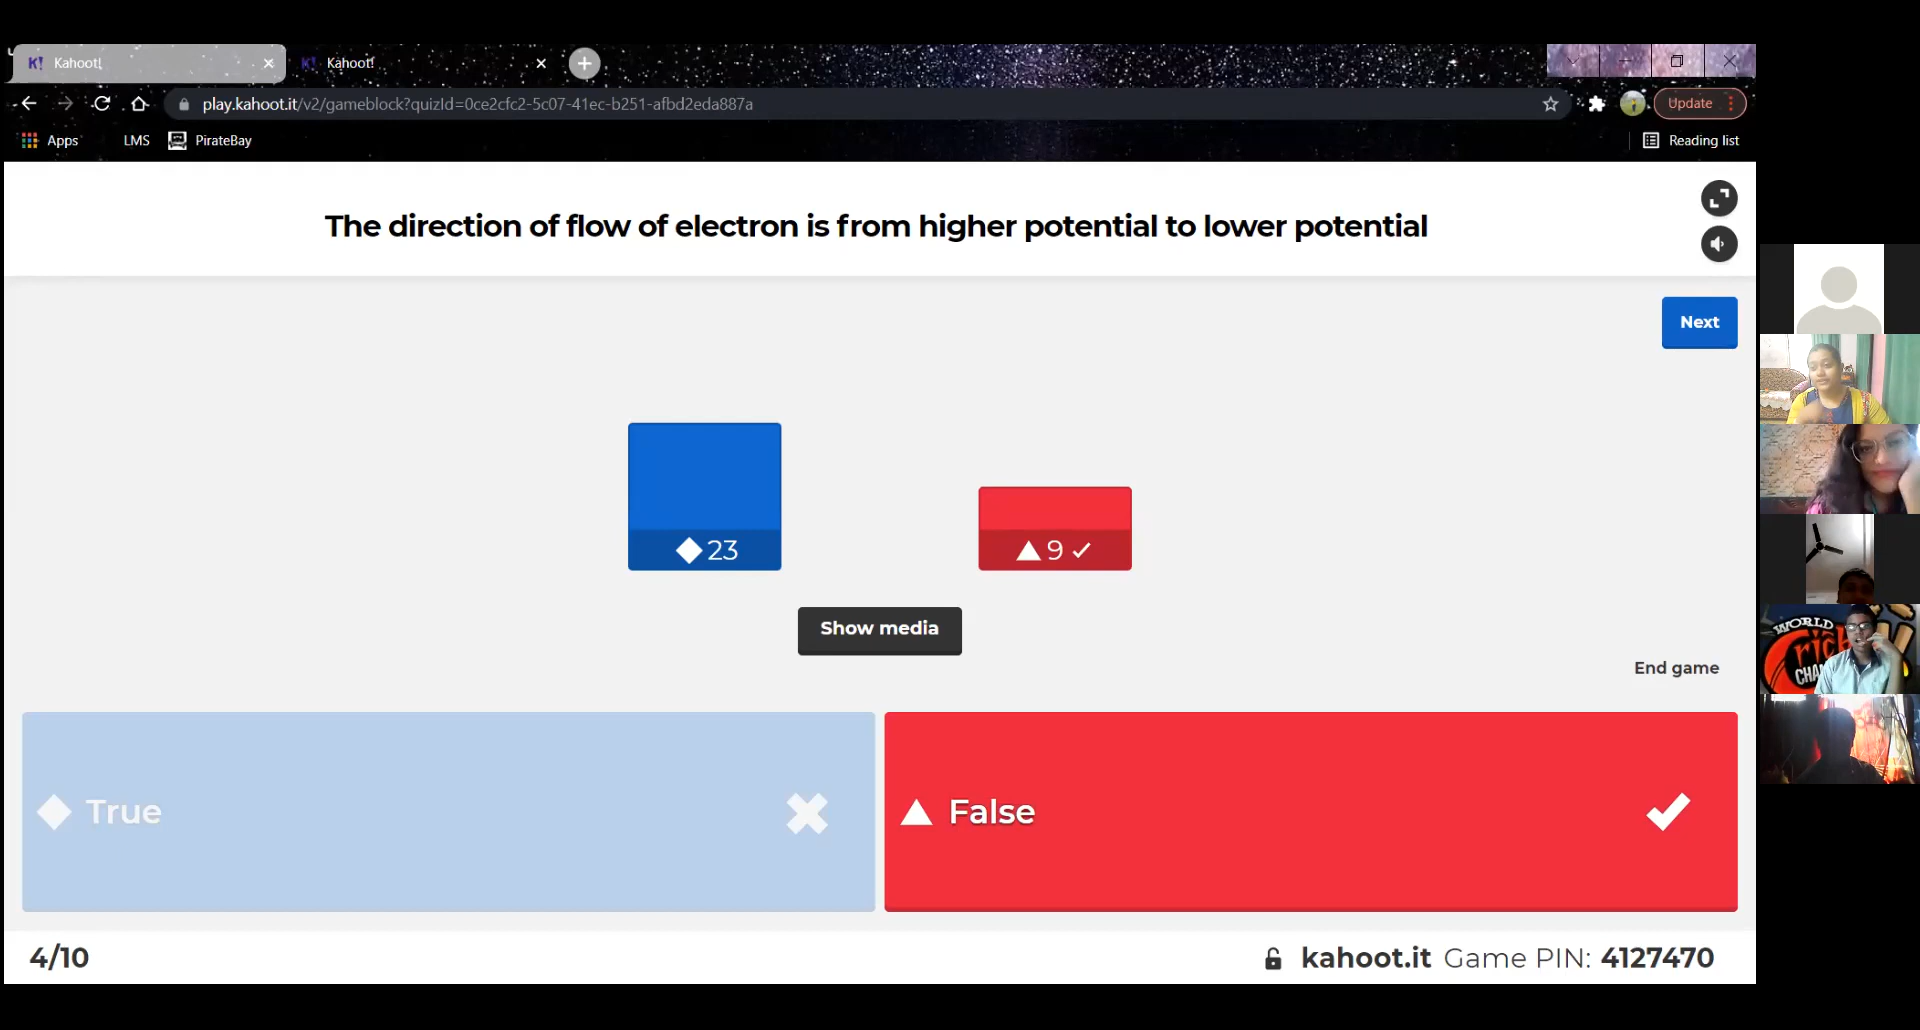 K! Kahoot!
K! Kahoot!
play.kahoot.it/v2/gameblock?quizId=0ce2cfc2-5c07-41ec-b251-afbd2eda887a
Update
Apps
LMS
PirateBay
Reading list
The direction of flow of electron is from higher potential to lower potential
Next
23
9
Show media
End game
True
False
4/10
kahoot.it Game PIN: 4127470
WORLD